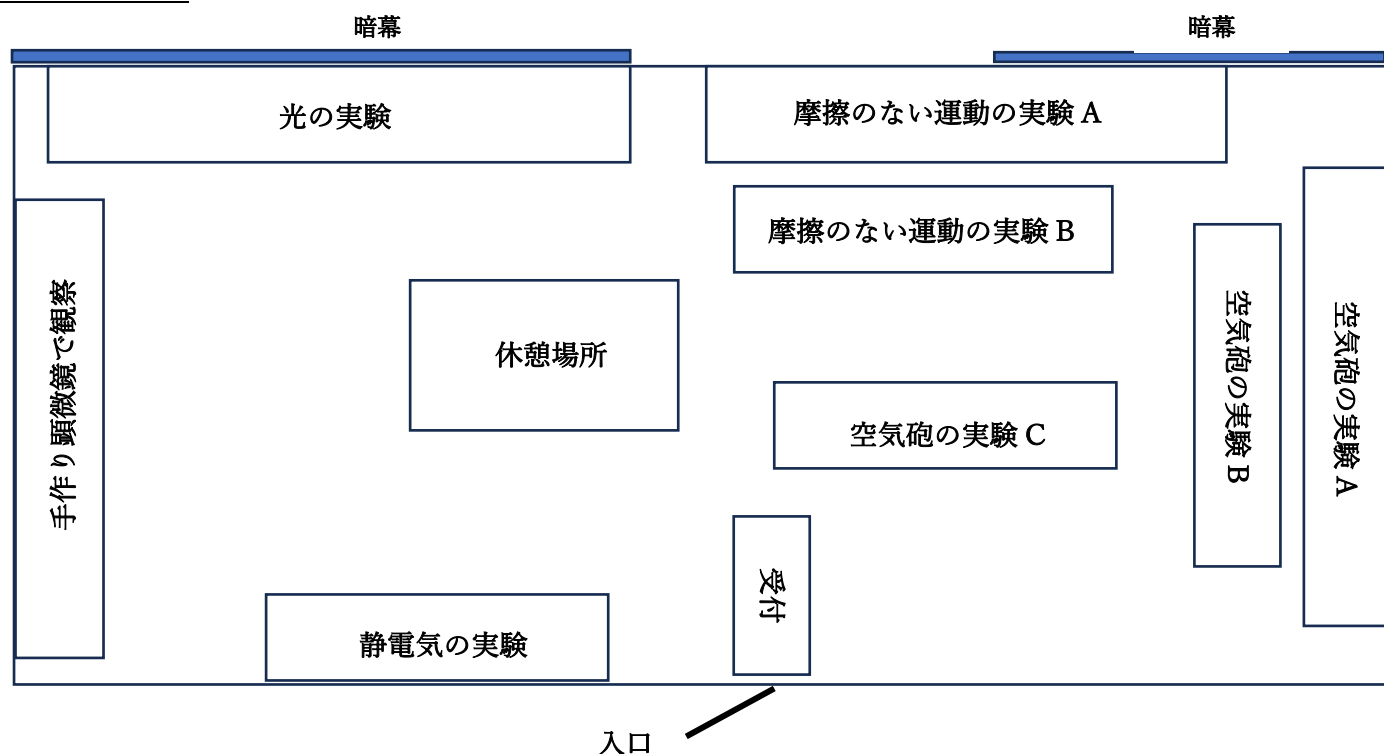 暗幕
暗幕
光の実験
摩擦のない運動の実験 A
摩擦のない運動の実験 B
手作り顕微鏡で観察
休憩場所
空気砲の実験 B
空気砲の実験 A
空気砲の実験 C
受付
静電気の実験
入口